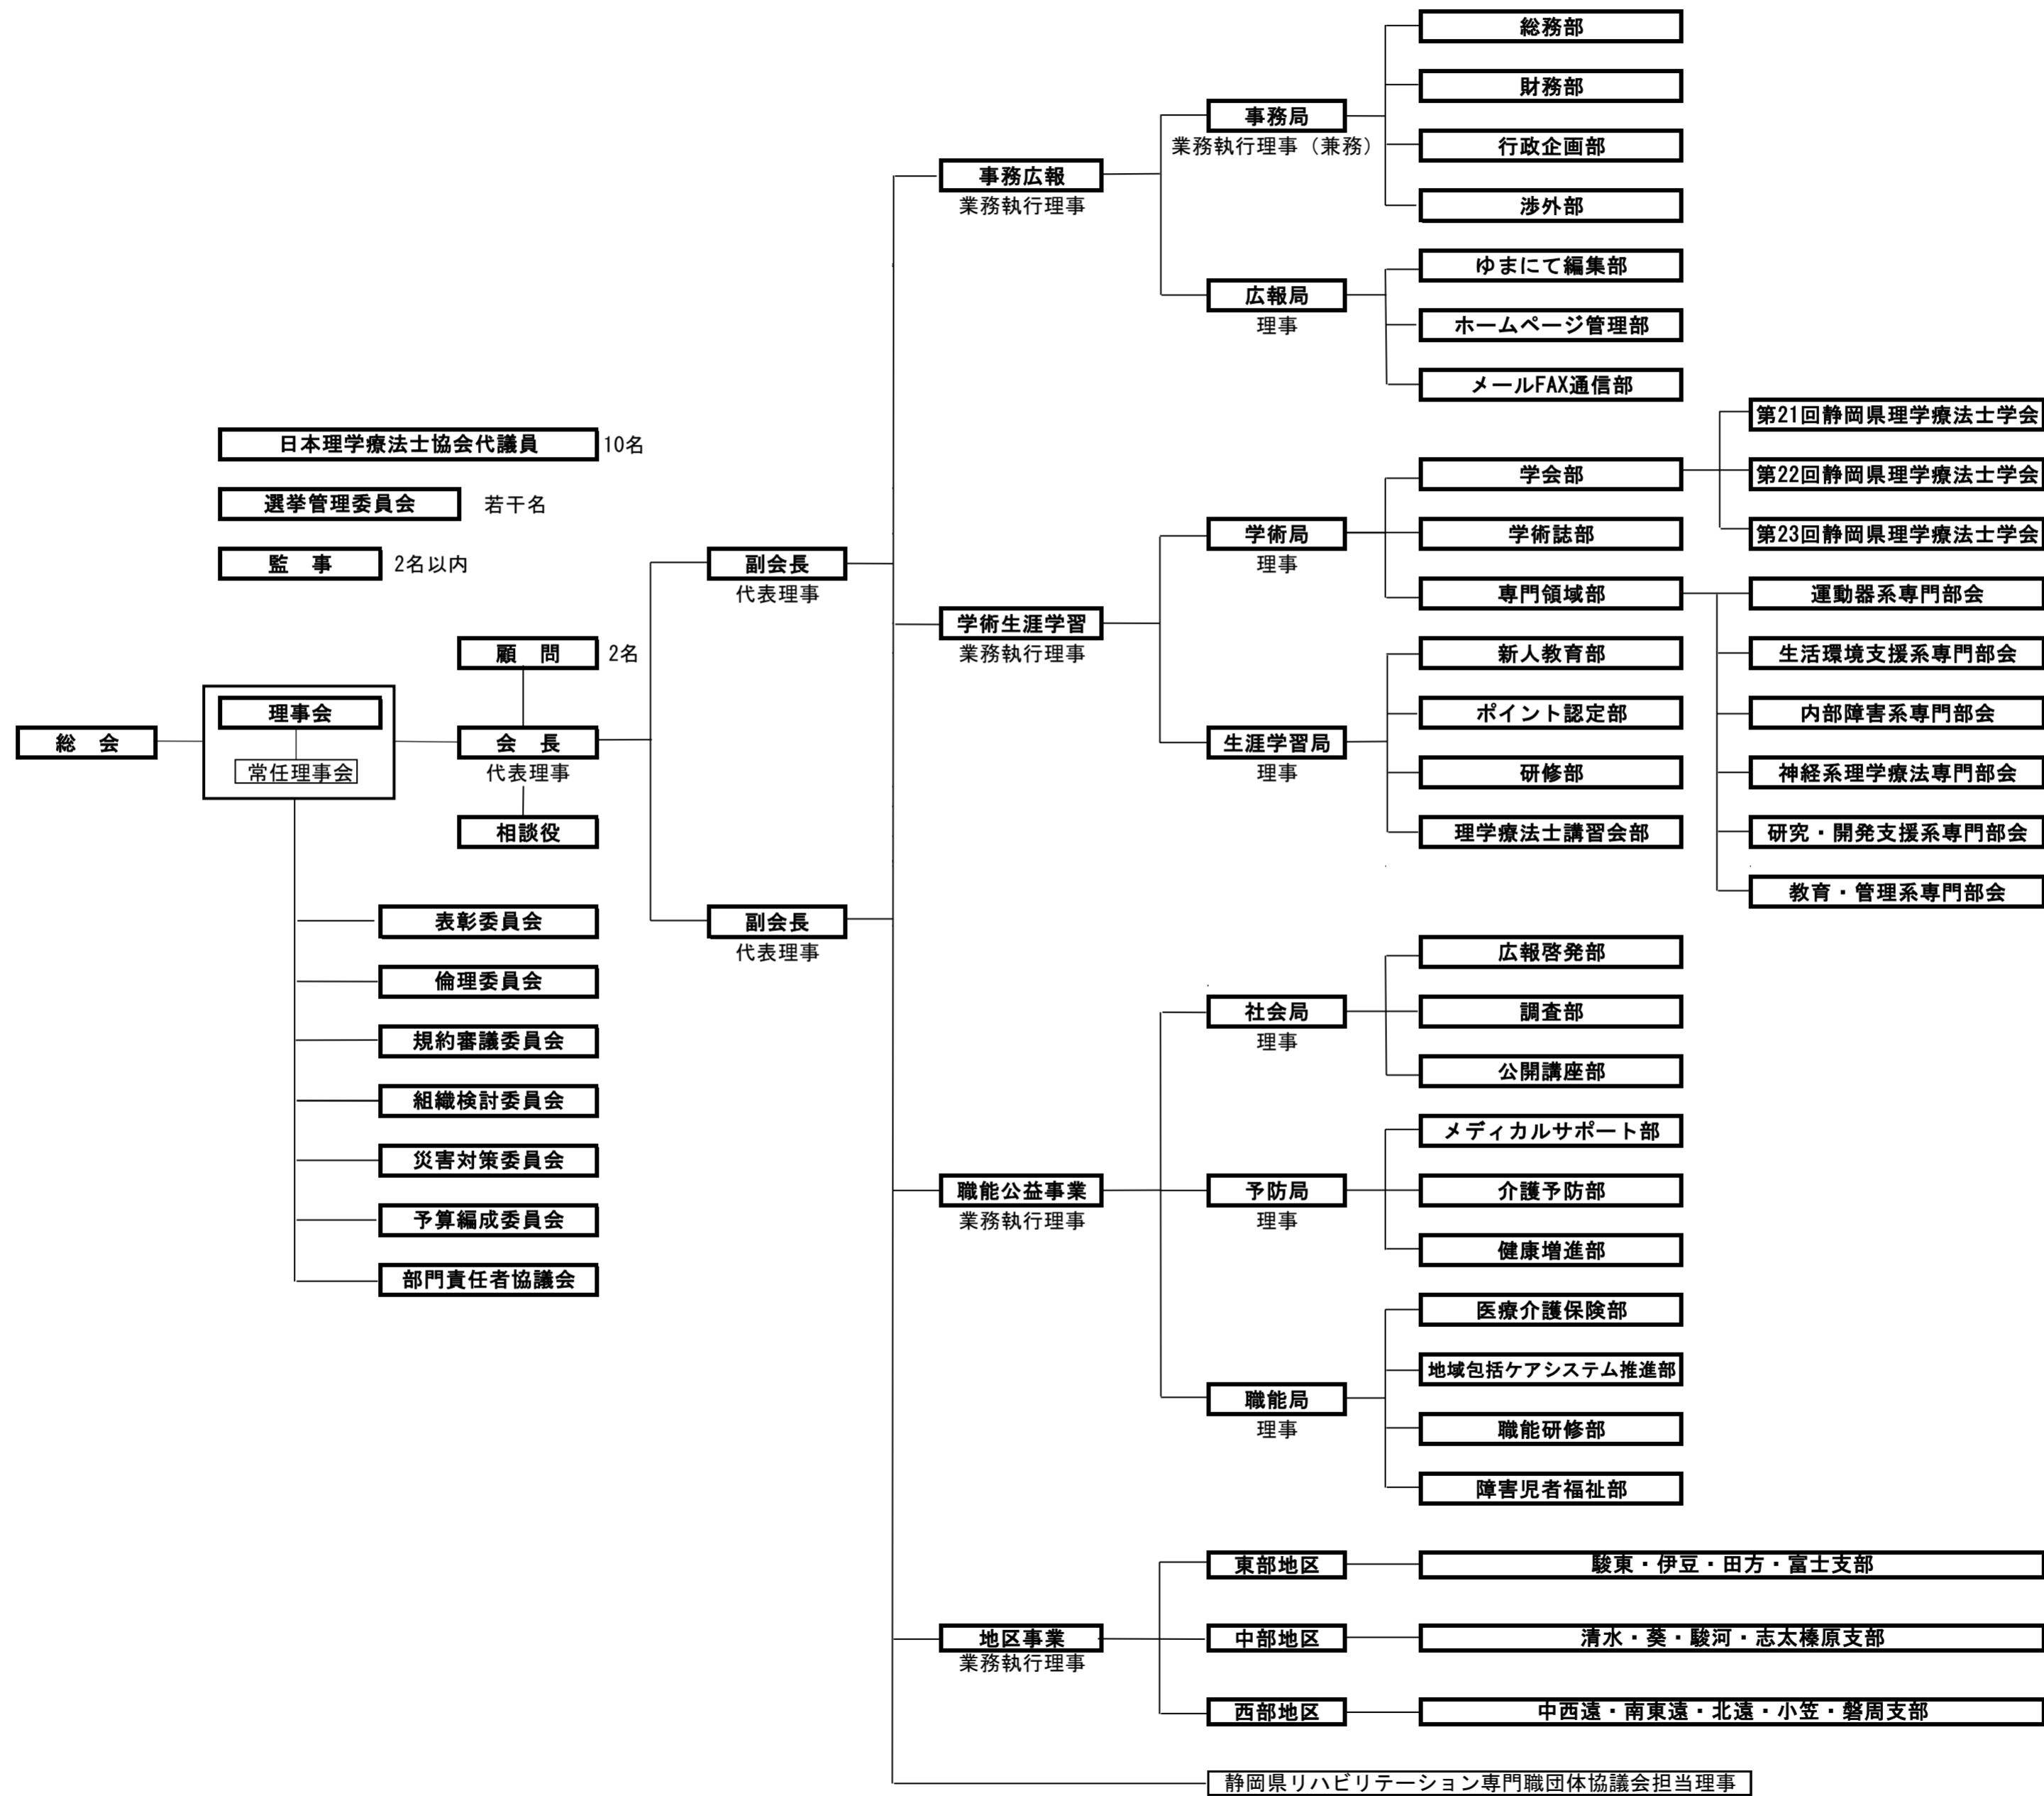 総務部
財務部
事務局
業務執行理事（兼務）
行政企画部
事務広報
業務執行理事
渉外部
ゆまにて編集部
広報局
理事
ホームページ管理部
メールFAX通信部
第21回静岡県理学療法士学会
日本理学療法士協会代議員 10名
学会部
第22回静岡県理学療法士学会
選挙管理委員会 若干名
学術局
理事
学術誌部
第23回静岡県理学療法士学会
監　事 2名以内
副会長
代表理事
専門領域部
運動器系専門部会
学術生涯学習
業務執行理事
顧　問 2名
新人教育部
生活環境支援系専門部会
理事会
ポイント認定部
内部障害系専門部会
総　会
会　長
代表理事
生涯学習局
理事
常任理事会
研修部
神経系理学療法専門部会
相談役
理学療法士講習会部
研究・開発支援系専門部会
教育・管理系専門部会
表彰委員会
副会長
代表理事
広報啓発部
倫理委員会
社会局
理事
調査部
規約審議委員会
公開講座部
組織検討委員会
メディカルサポート部
災害対策委員会
職能公益事業
業務執行理事
予防局
理事
介護予防部
予算編成委員会
健康増進部
部門責任者協議会
医療介護保険部
地域包括ケアシステム推進部
職能局
理事
職能研修部
障害児者福祉部
東部地区
駿東・伊豆・田方・富士支部
地区事業
業務執行理事
中部地区
清水・葵・駿河・志太榛原支部
西部地区
中西遠・南東遠・北遠・小笠・磐周支部
静岡県リハビリテーション専門職団体協議会担当理事